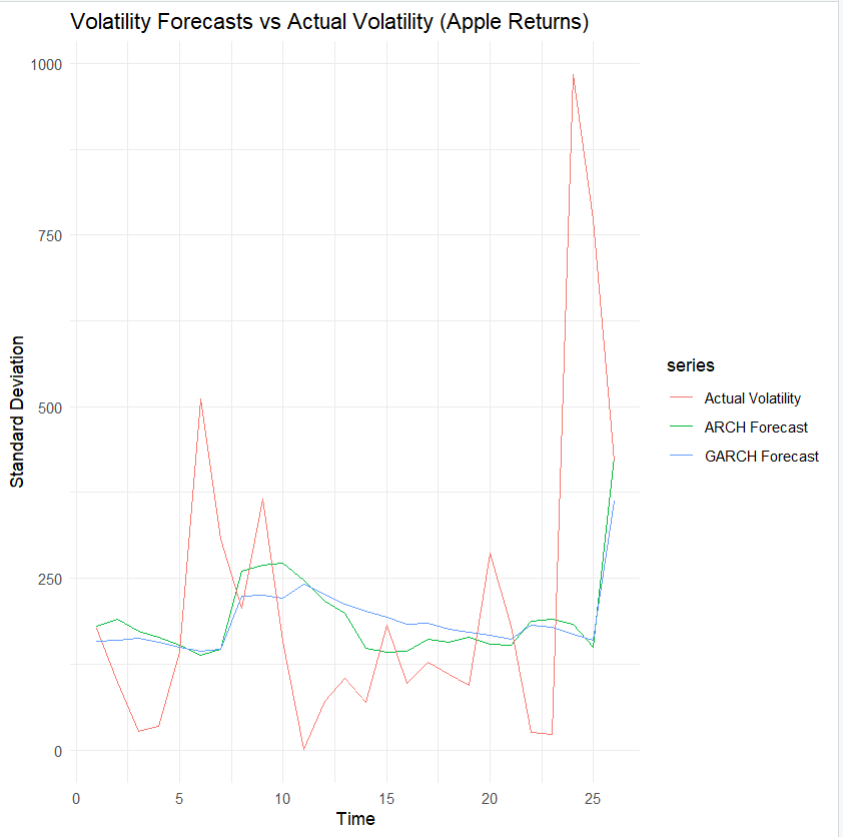 Volatility Forecasts vs Actual Volatility (Apple Returns)
1000
750
500
250
0
Standard Deviation
0 5 10 15 20 25
Time
series
Actual Volatility
ARCH Forecast
GARCH Forecast